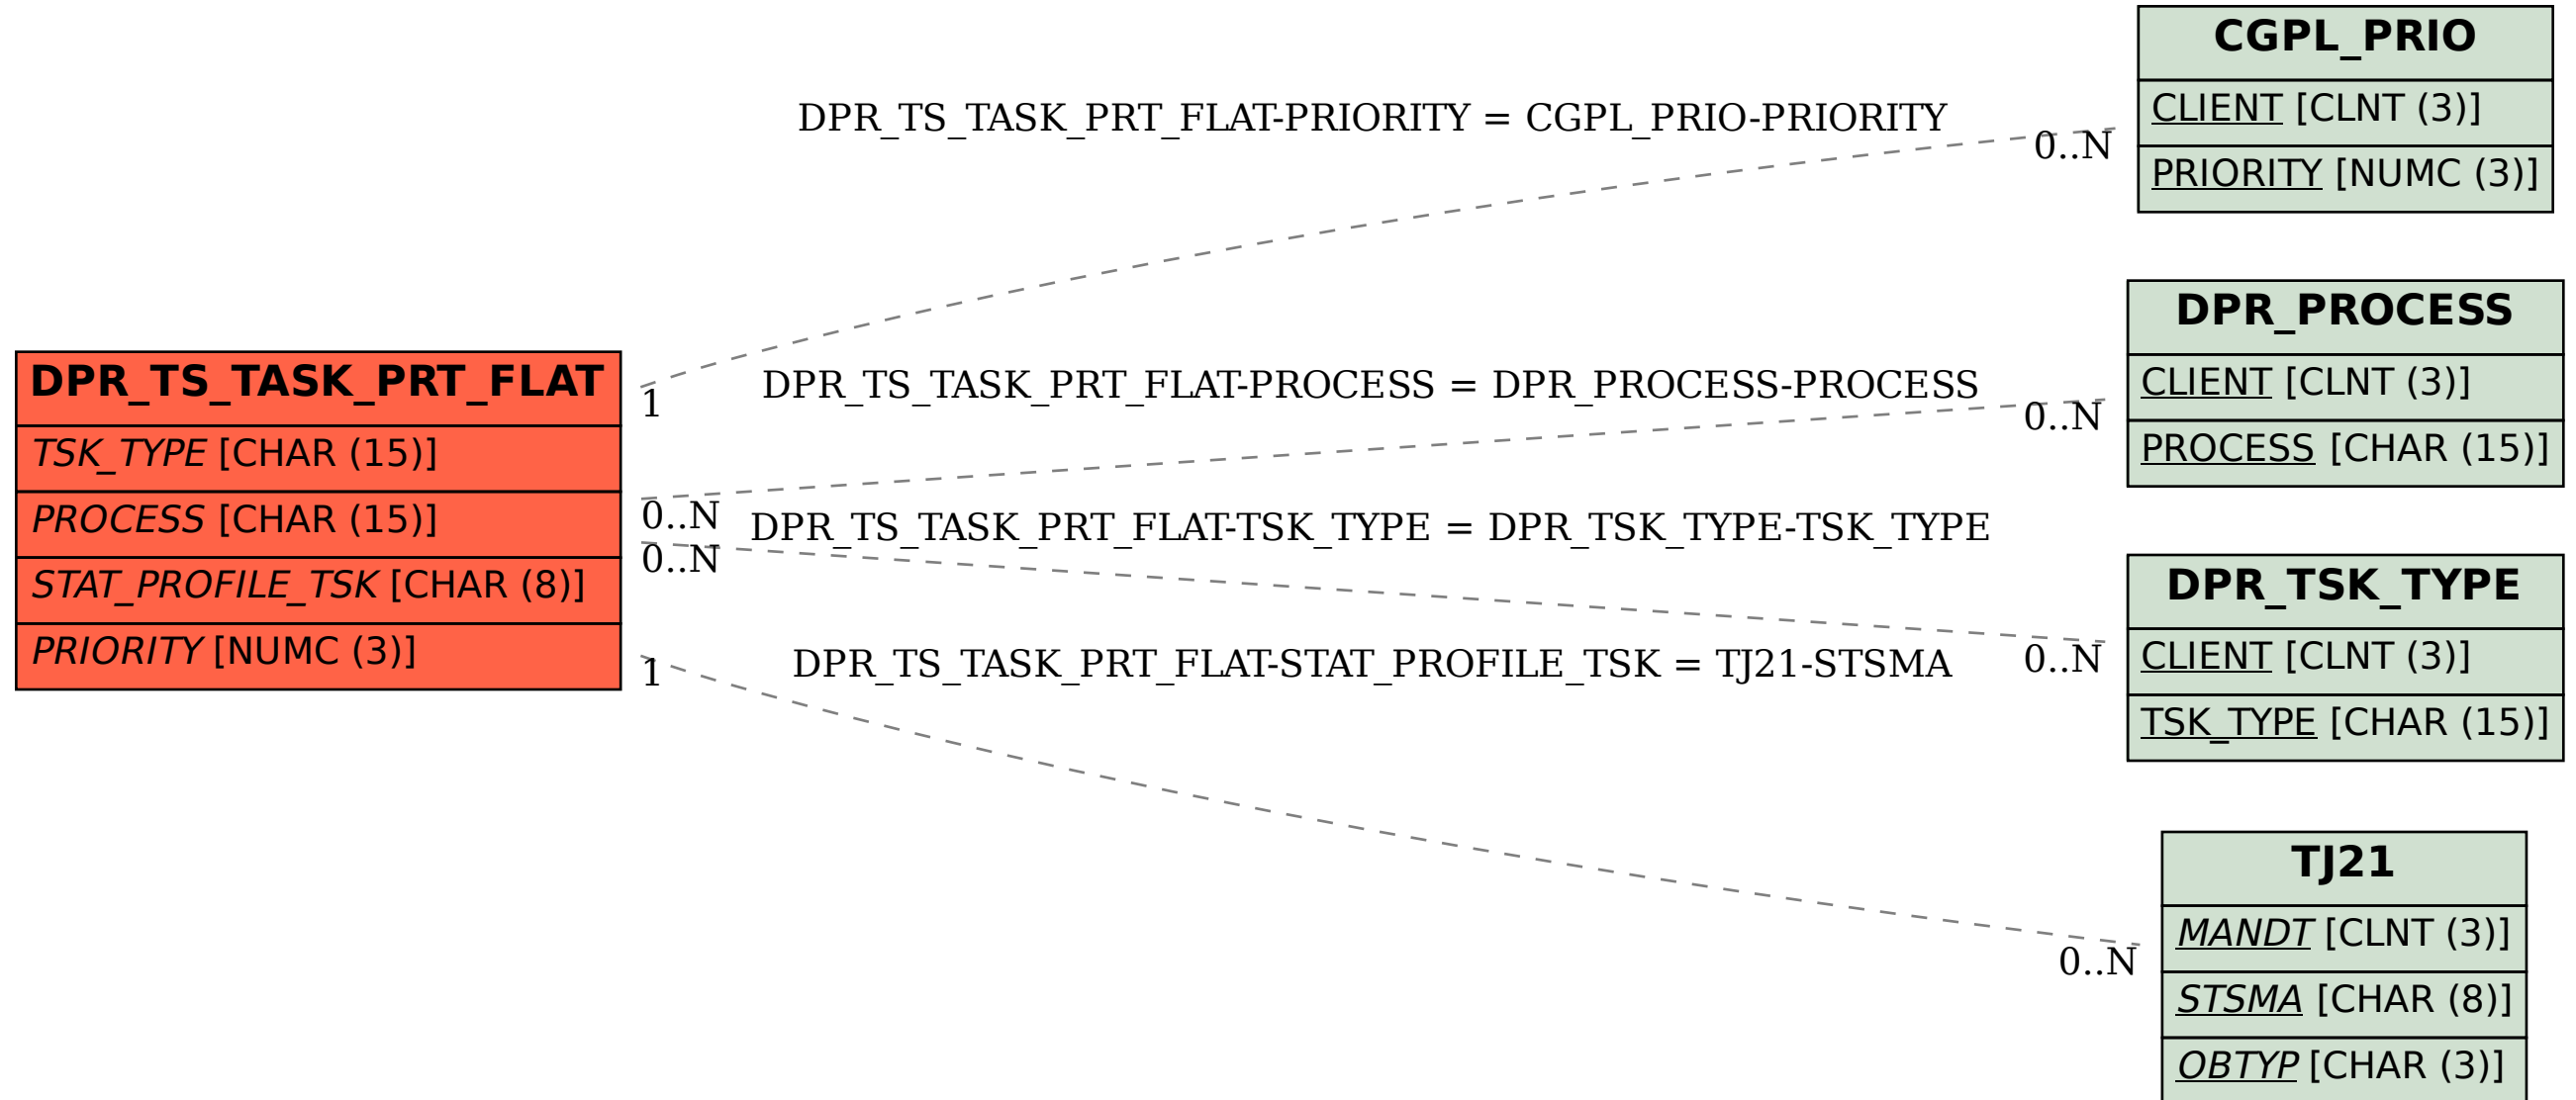 CGPL_PRIO
CLIENT [CLNT (3)]
PRIORITY [NUMC (3)]
DPR_TS_TASK_PRT_FLAT-PRIORITY = CGPL_PRIO-PRIORITY
0..N
1
DPR_PROCESS
CLIENT [CLNT (3)]
PROCESS [CHAR (15)]
DPR_TS_TASK_PRT_FLAT
TSK_TYPE [CHAR (15)]
PROCESS [CHAR (15)]
STAT_PROFILE_TSK [CHAR (8)]
PRIORITY [NUMC (3)]
DPR_TS_TASK_PRT_FLAT-PROCESS = DPR_PROCESS-PROCESS
0..N
0..N
DPR_TS_TASK_PRT_FLAT-TSK_TYPE = DPR_TSK_TYPE-TSK_TYPE
0..N
0..N
DPR_TSK_TYPE
CLIENT [CLNT (3)]
TSK_TYPE [CHAR (15)]
DPR_TS_TASK_PRT_FLAT-STAT_PROFILE_TSK = TJ21-STSMA
1
0..N
TJ21
MANDT [CLNT (3)]
STSMA [CHAR (8)]
OBTYP [CHAR (3)]